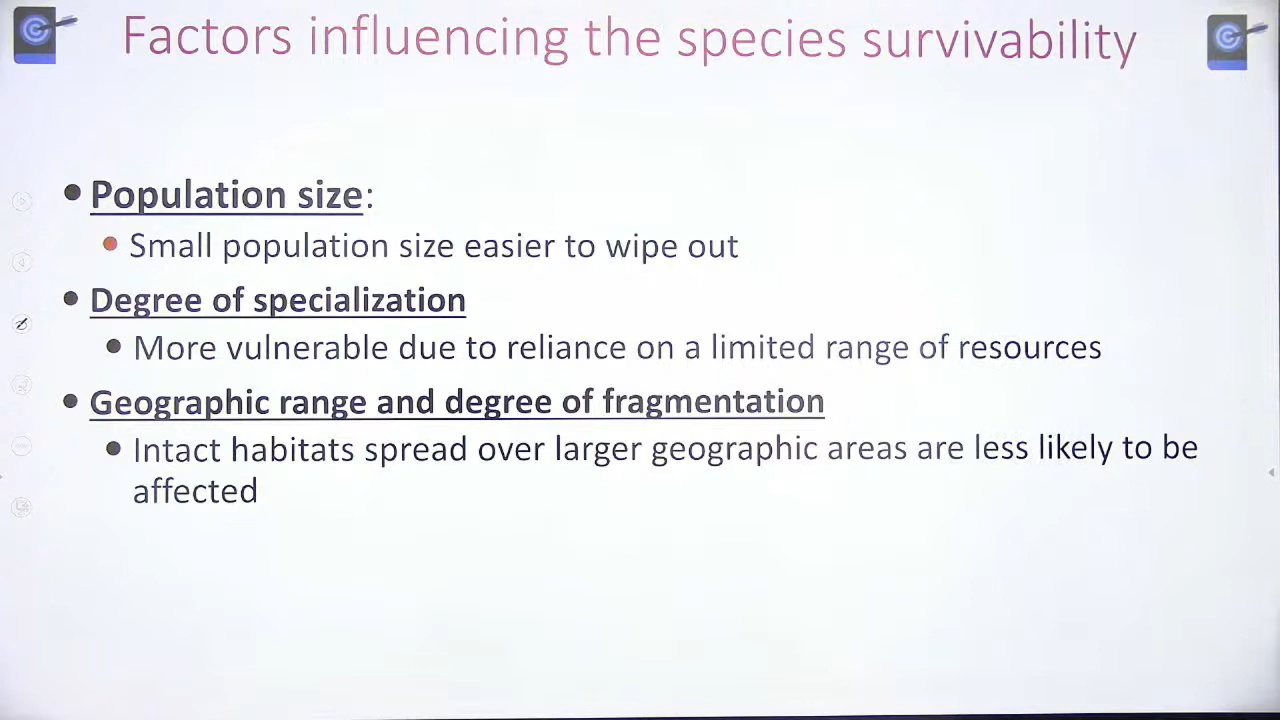 Factors influencing the species survivability
• Population size:
• Small population size easier to wipe out
• Degree of specialization
• More vulnerable due to reliance on a limited range of resources
• Geographic range and degree of fragmentation
• Intact habitats spread over larger geographic areas are less likely to be
affected